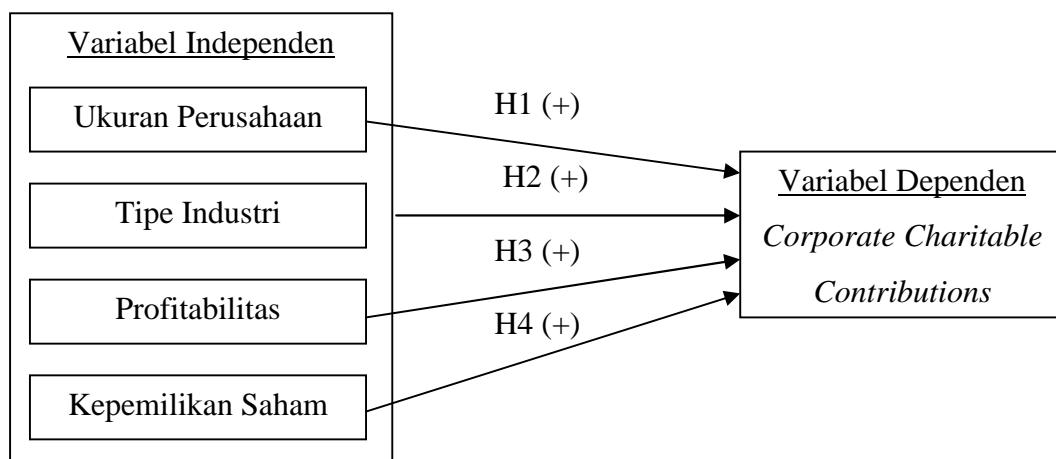 Variabel Independen
Ukuran Perusahaan
Tipe Industri
Profitabilitas
Kepemilikan Saham
H1 (+)
H2 (+)
H3 (+)
H4 (+)
Variabel Dependen
Corporate Charitable
Contributions